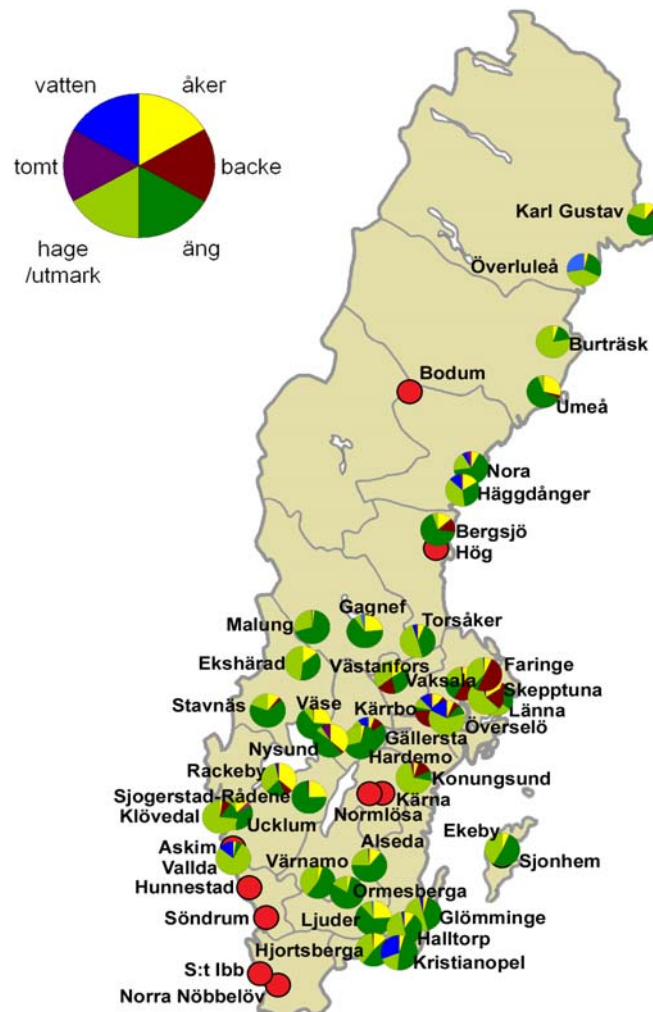 vatten
åker
tomt
backe
hage
/utmark
äng
Karl Gustav
Överluleå
Burträsk
Bodum
Umeå
Nora
Häggdånger
Bergsjö
Hög
Gagnef
Malung
Torsåker
Ekshärad
Västanfors
Faringe
Vaksala
Skepptuna
Stavnäs
Väse
Kärrbo
Länna
Överselö
Nysund
Gällersta
Hardemo
Rackeby
Konungsund
Sjogerstad-Rådene
Kärna
Klövedal
Normlösa
Ucklum
Ekeby
Askim
Alseda
Vallda
Värnamo
Sjonhem
Hunnestad
Ormesberga
Söndrum
Ljuder
Glömminge
Halltorp
Hjortsberga
Kristianopel
S:t Ibb
Norra Nöbbelöv